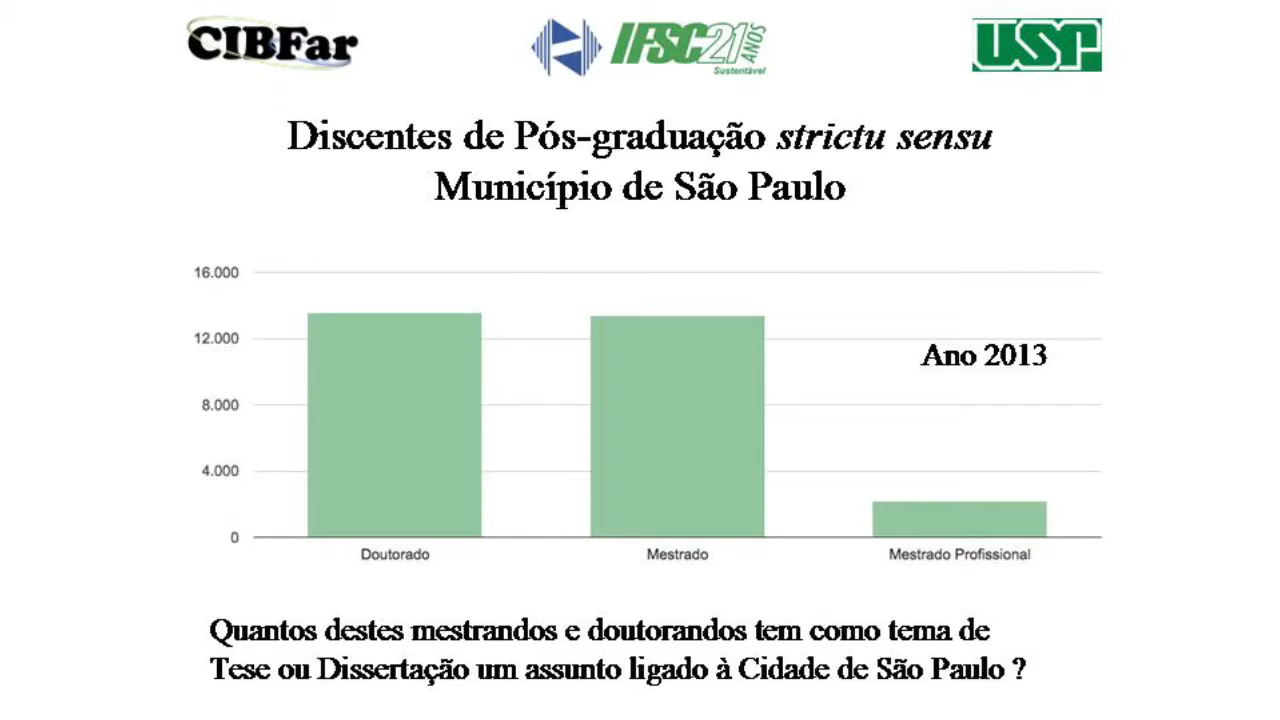 CIBFar
IFSC 21 ANOS
Sustentável
USP
Discentes de Pós-graduação strictu sensu
Município de São Paulo
16.000
12.000
8.000
4.000
0
Ano 2013
Doutorado
Mestrado
Mestrado Profissional
Quantos destes mestrandos e doutorandos tem como tema de
Tese ou Dissertação um assunto ligado à Cidade de São Paulo ?